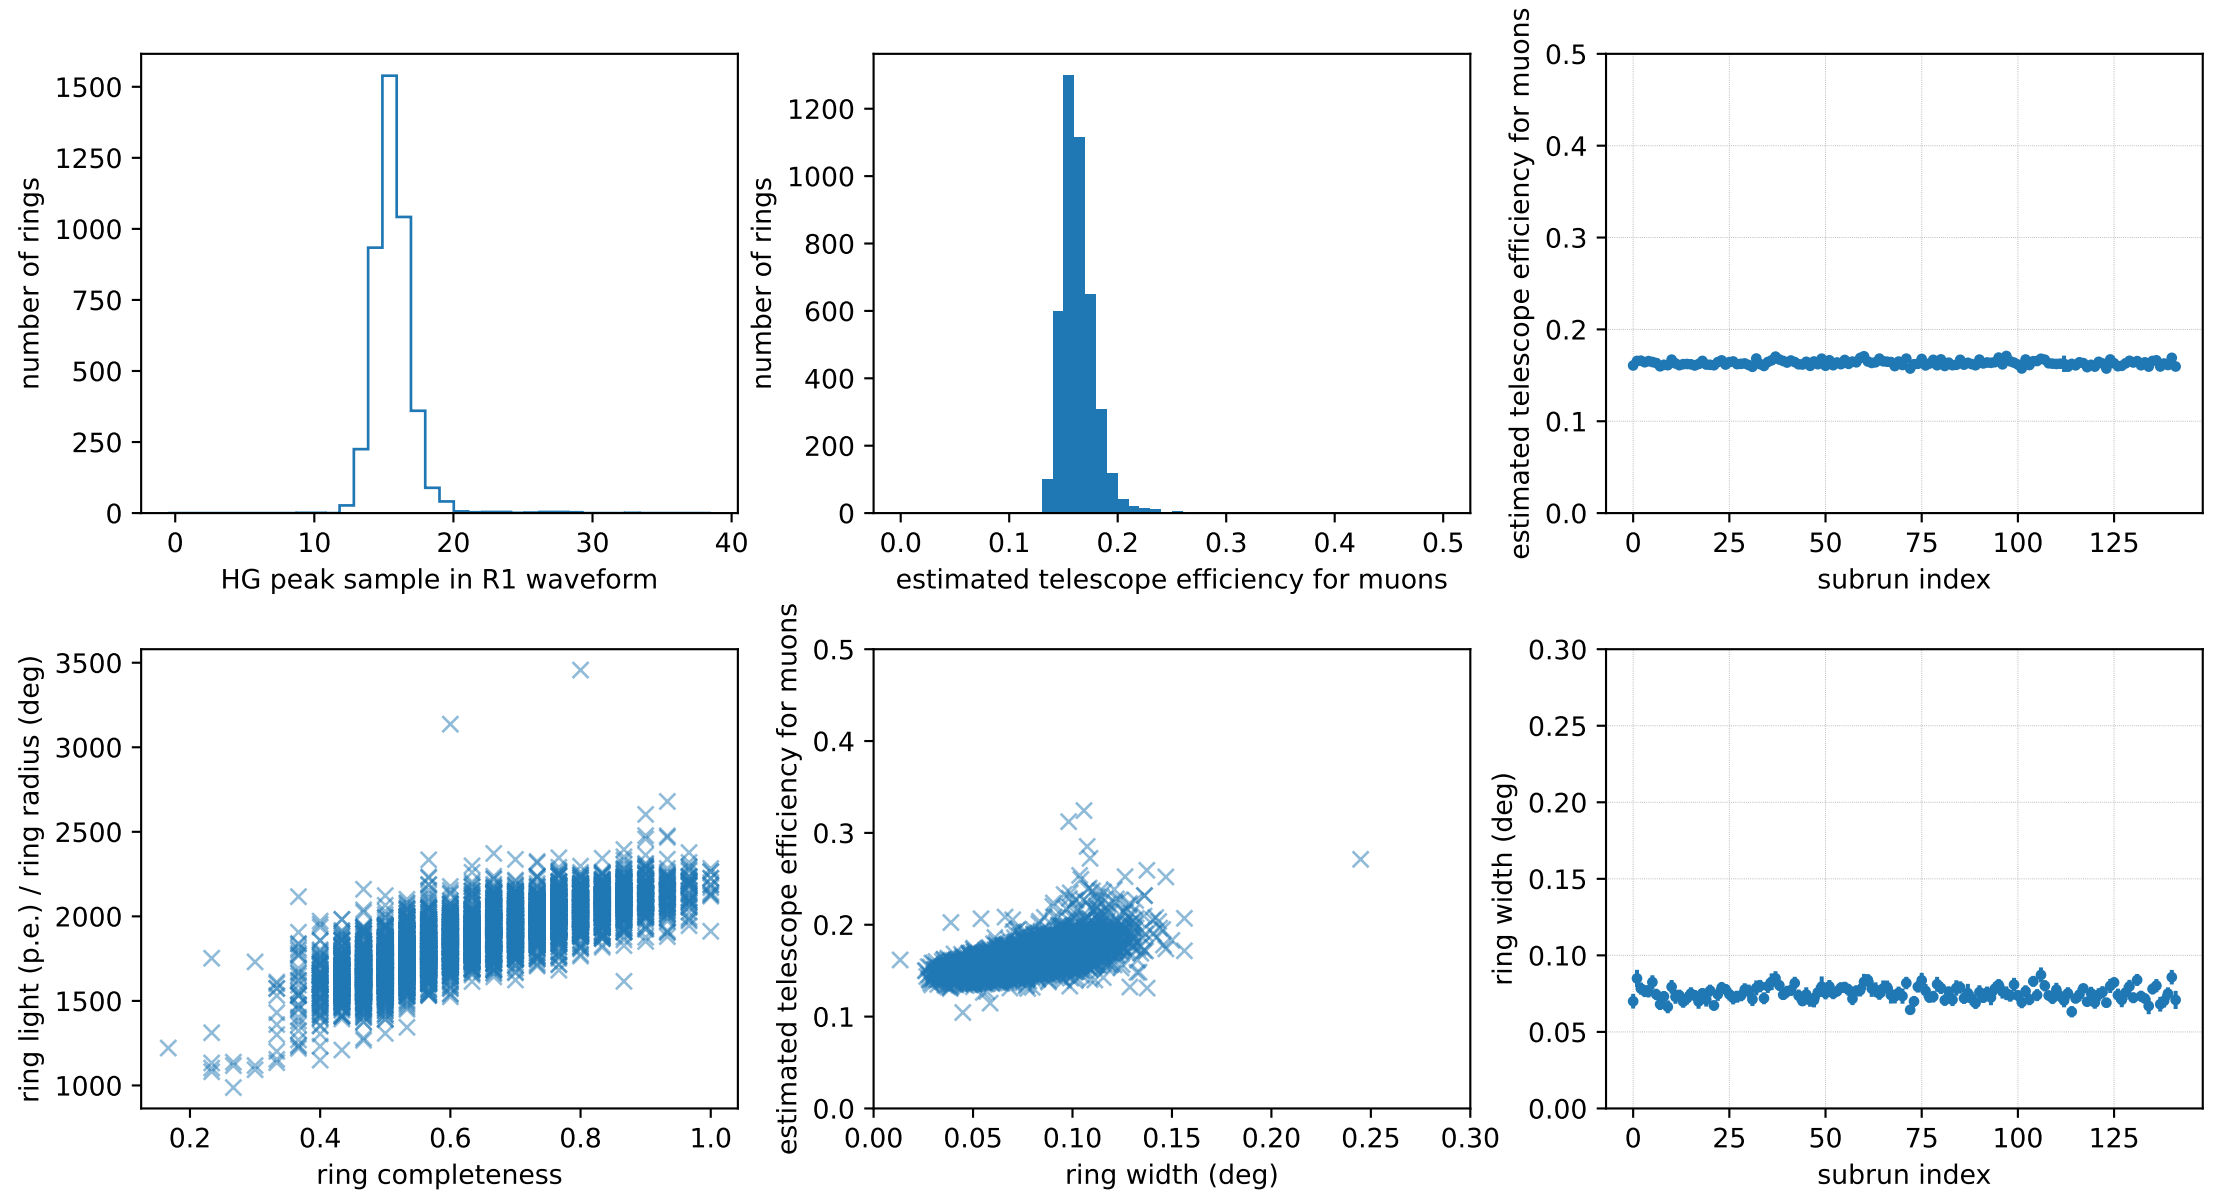 number of rings
1500
1250
1000
750
500
250
0
0 10 20 30 40
HG peak sample in R1 waveform
number of rings
1200
1000
800
600
400
200
0
0.0 0.1 0.2 0.3 0.4 0.5
estimated telescope efficiency for muons
estimated telescope efficiency for muons
0.5
0.4
0.3
0.2
0.1
0.0
0 25 50 75 100 125
subrun index
ring light (p.e.) / ring radius (deg)
3500
3000
2500
2000
1500
1000
0.2 0.4 0.6 0.8 1.0
ring completeness
estimated telescope efficiency for muons
0.5
0.4
0.3
0.2
0.1
0.0
0.00 0.05 0.10 0.15 0.20 0.25 0.30
ring width (deg)
ring width (deg)
0.30
0.25
0.20
0.15
0.10
0.05
0.00
0 25 50 75 100 125
subrun index